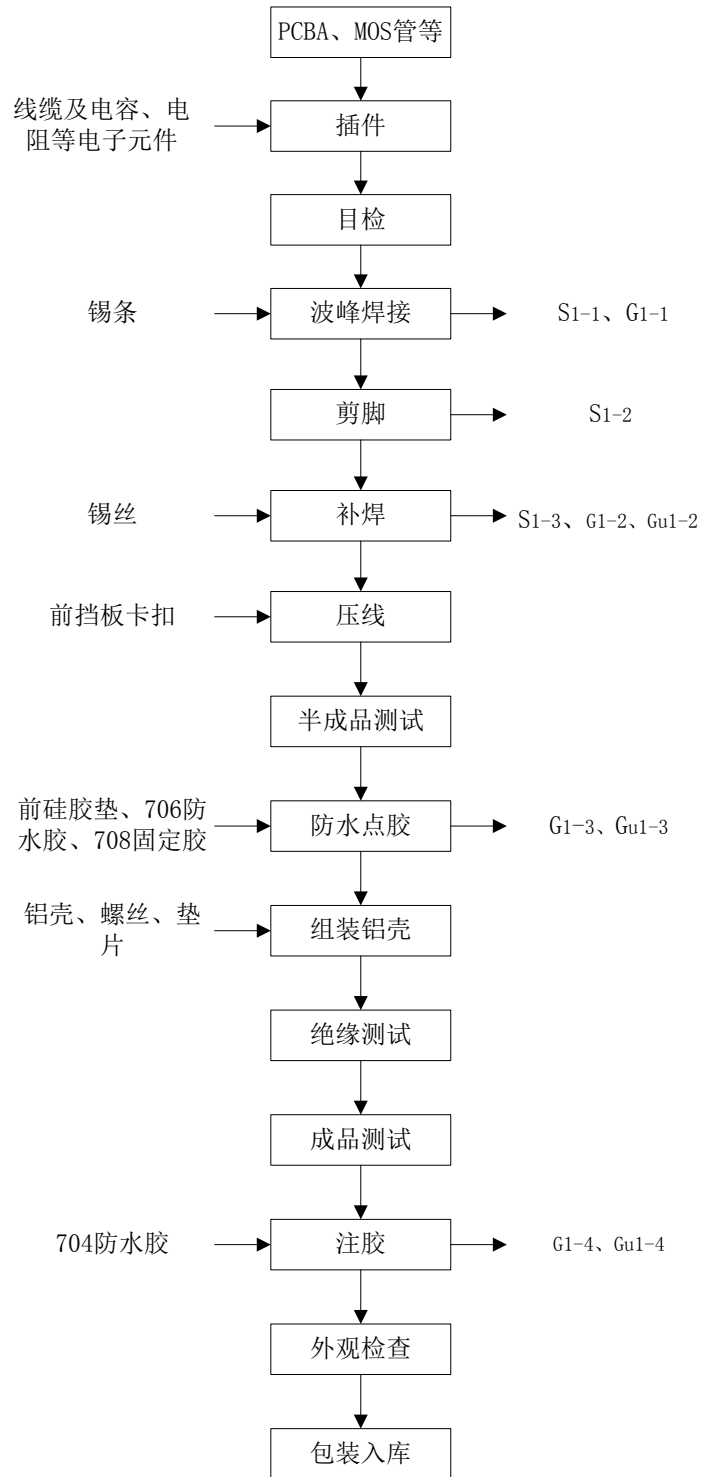 PCBA、MOS管等
线缆及电容、电
阻等电子元件
插件
目检
锡条
波峰焊接
S1-1、G1-1
剪脚
S1-2
锡丝
补焊
S1-3、G1-2、Gu1-2
前挡板卡扣
压线
半成品测试
前硅胶垫、706防
水胶、708固定胶
防水点胶
G1-3、Gu1-3
铝壳、螺丝、垫
片
组装铝壳
绝缘测试
成品测试
704防水胶
注胶
G1-4、Gu1-4
外观检查
包装入库